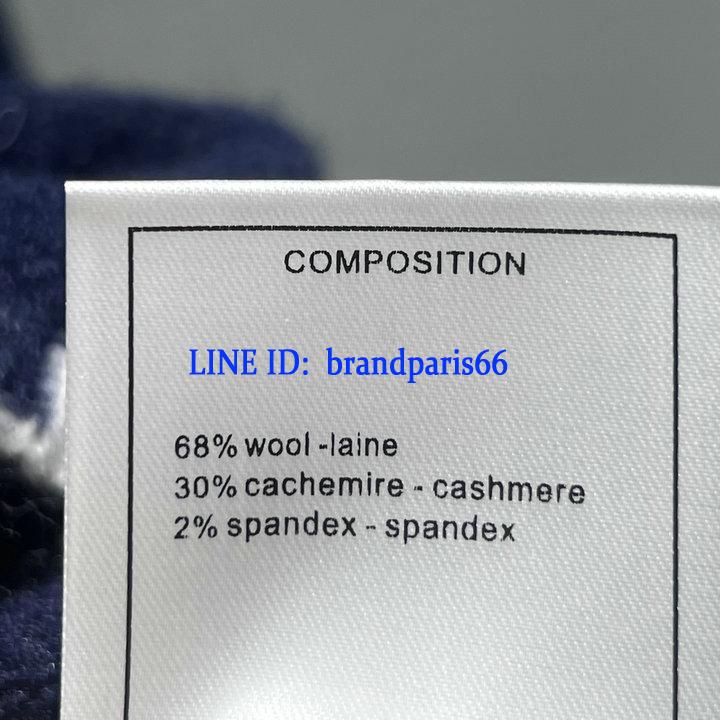 COMPOSITION
LINE ID: brandparis66
68% wool -laine
30% cachemire - cashmere
2% spandex - spandex